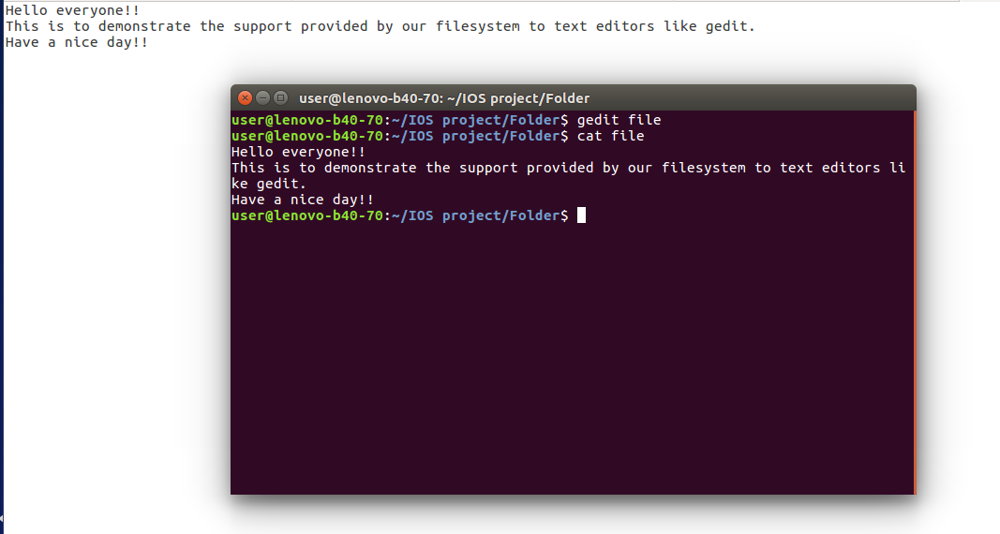 Hello everyone!!
This is to demonstrate the support provided by our filesystem to text editors like gedit.
Have a nice day!!
user@lenovo-b40-70: ~/IOS project/Folder
user@lenovo-b40-70:~/IOS project/Folder$ gedit file
user@lenovo-b40-70:~/IOS project/Folder$ cat file
Hello everyone!!
This is to demonstrate the support provided by our filesystem to text editors li
ke gedit.
Have a nice day!!
user@lenovo-b40-70:~/IOS project/Folder$